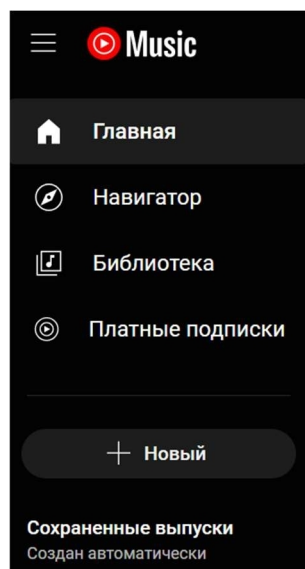 Music
Главная
Навигатор
Библиотека
Платные подписки
Новый
Сохраненные выпуски
Создан автоматически